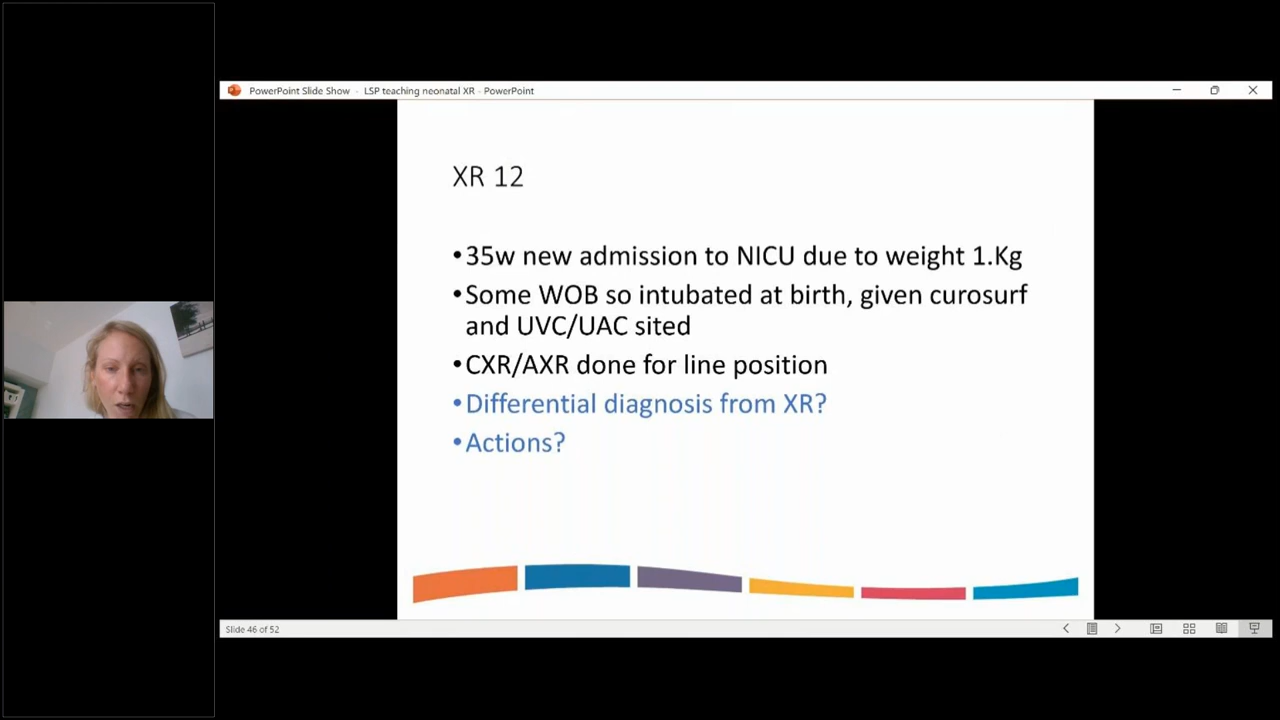 PowerPoint Slide Show - LSP teaching neonatal XR - PowerPoint
XR 12
•35w new admission to NICU due to weight 1.Kg
•Some WOB so intubated at birth, given curosurf
and UVC/UAC sited
•CXR/AXR done for line position
•Differential diagnosis from XR?
•Actions?
Slide 46 of 52